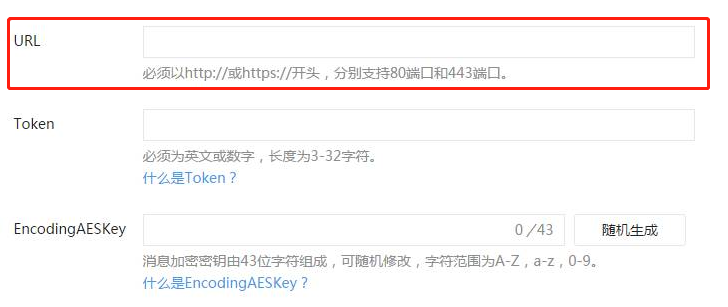 URL
必须以http://或https://开头，分别支持80端口和443端口。
Token
必须为英文或数字，长度为3-32字符。
什么是Token？
EncodingAESKey 0/43 随机生成
消息加密密钥由43位字符组成，可随机修改，字符范围为A-Z，a-z，0-9。
什么是EncodingAESKey？